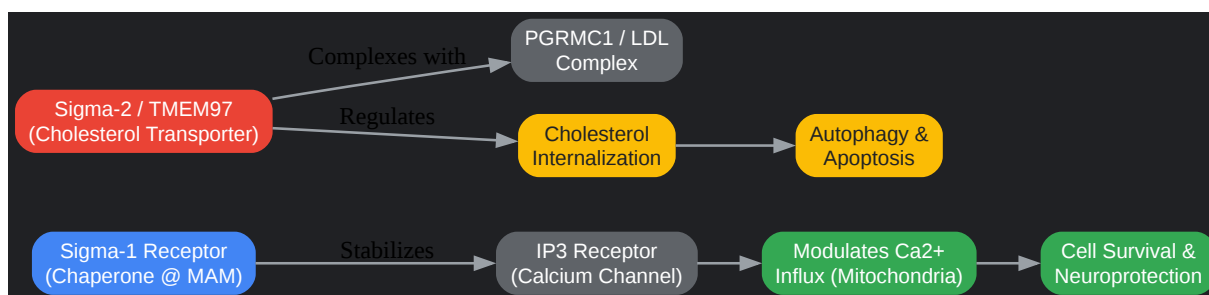 Complexes with
PGRMC1 / LDL
Complex
Sigma-2 / TMEM97
(Cholesterol Transporter)
Regulates
Cholesterol
Internalization
Autophagy &
Apoptosis
Sigma-1 Receptor
(Chaperone @ MAM)
Stabilizes
IP3 Receptor
(Calcium Channel)
Modulates Ca2+
Influx (Mitochondria)
Cell Survival &
Neuroprotection